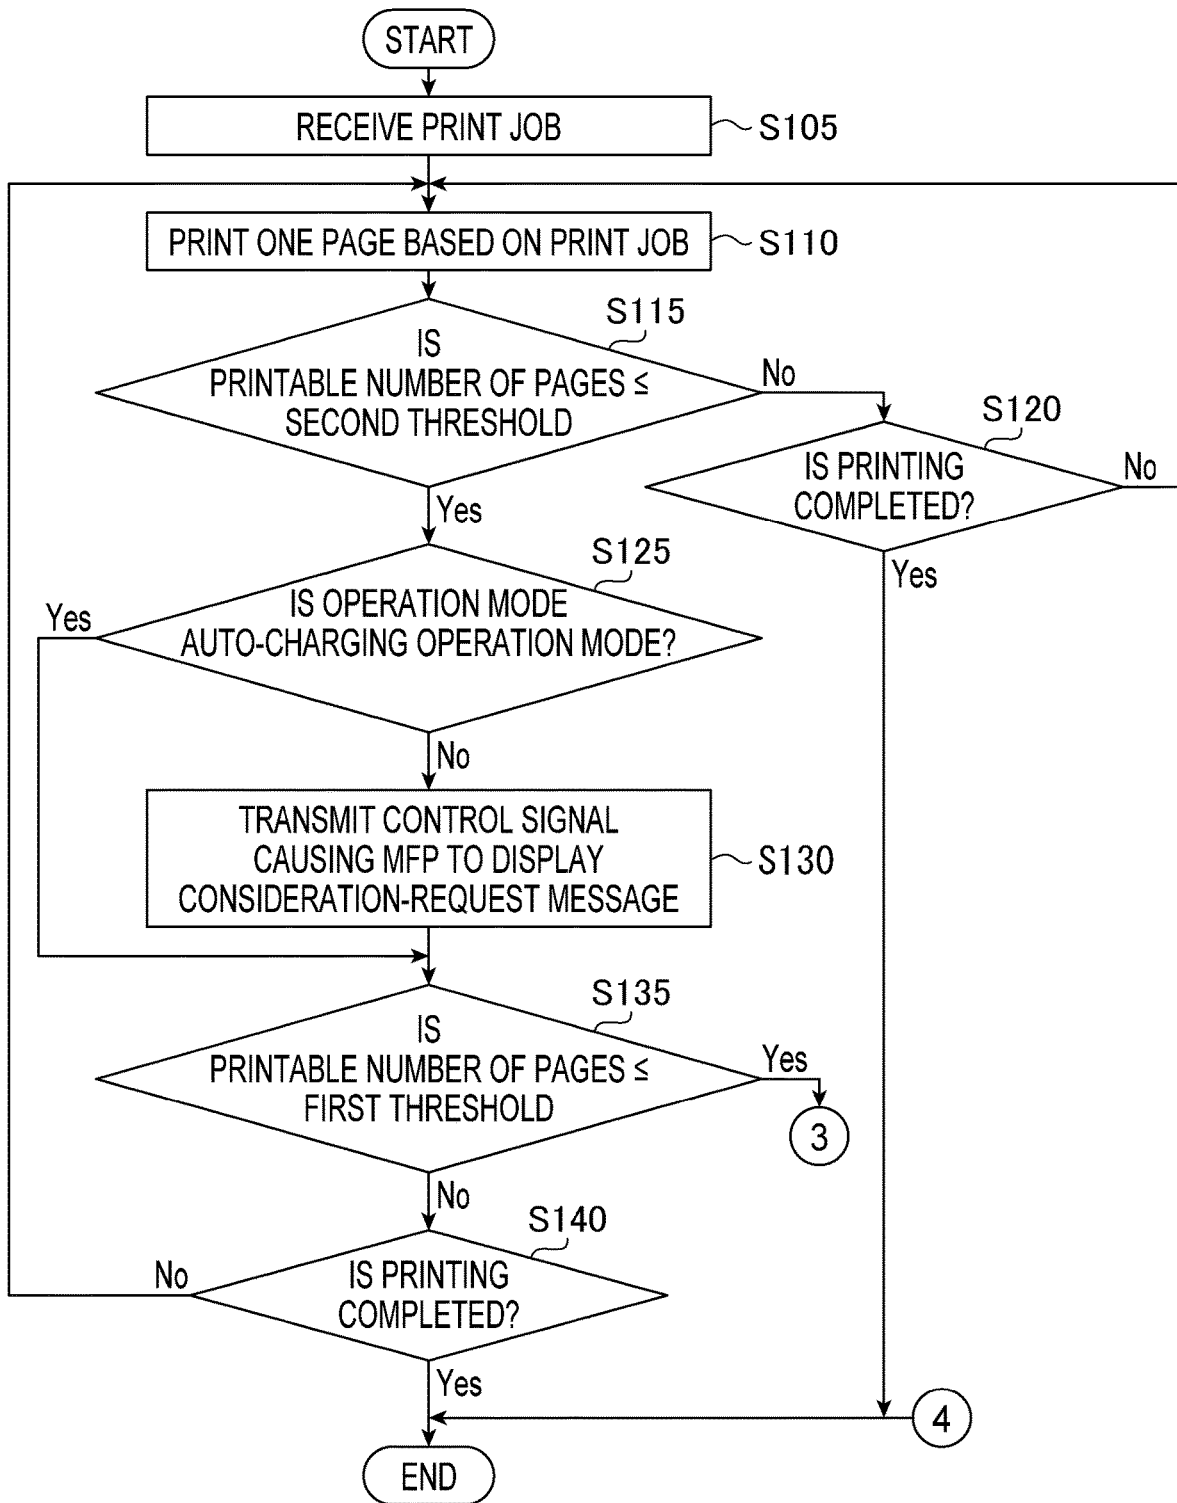 START
RECEIVE PRINT JOB
S105
PRINT ONE PAGE BASED ON PRINT JOB
S110
S115
IS
PRINTABLE NUMBER OF PAGES ≤
SECOND THRESHOLD
No
Yes
S120
IS PRINTING
COMPLETED?
No
Yes
S125
IS OPERATION MODE
AUTO-CHARGING OPERATION MODE?
Yes
No
TRANSMIT CONTROL SIGNAL
CAUSING MFP TO DISPLAY
CONSIDERATION-REQUEST MESSAGE
S130
S135
IS
PRINTABLE NUMBER OF PAGES ≤
FIRST THRESHOLD
Yes
3
No
S140
IS PRINTING
COMPLETED?
No
Yes
4
END